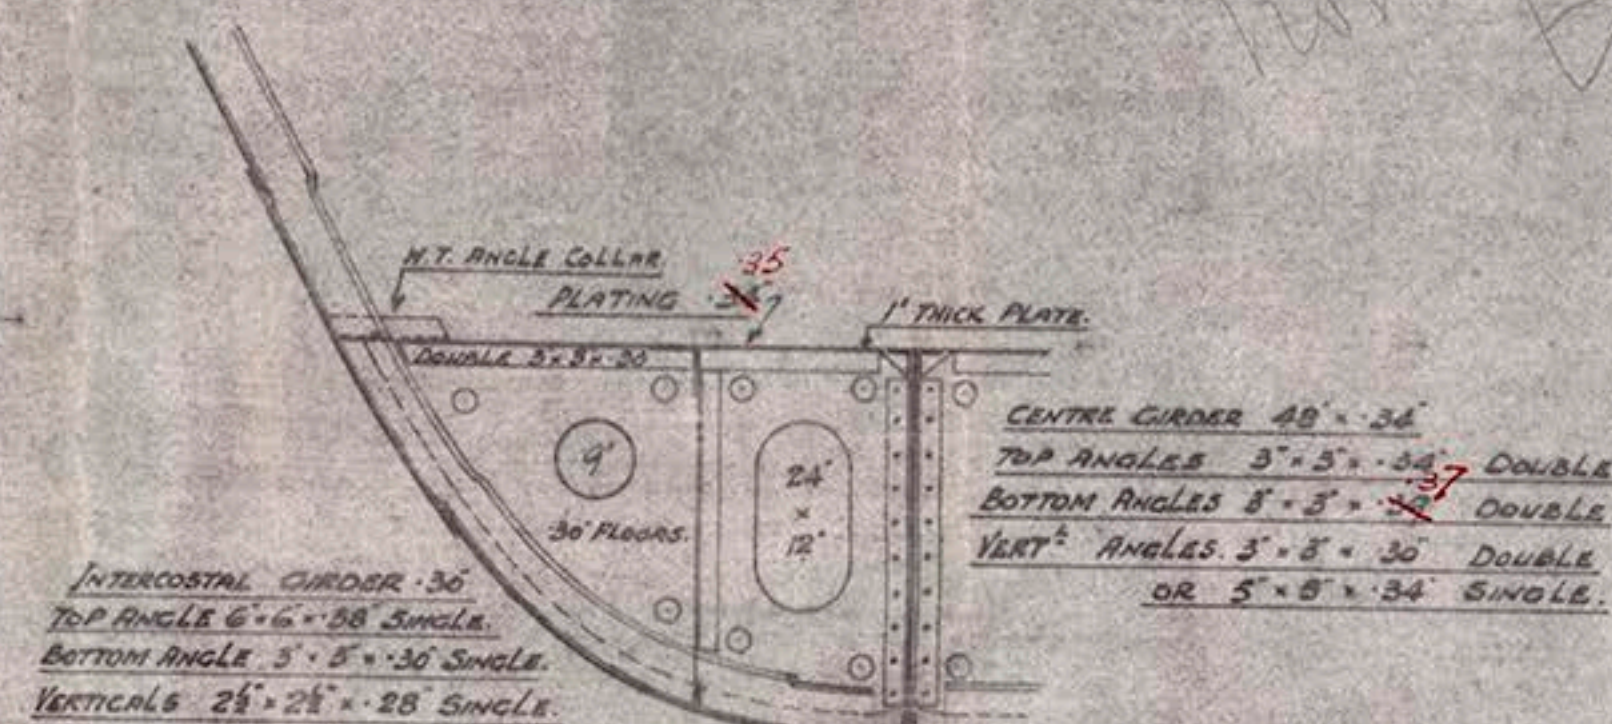 W.T. ANGLE COLLAR
.35
PLATING
1" THICK PLATE.
DOUBLE 3 x 3 x .30
CENTRE GIRDER 48" x .34"
TOP ANGLES 3" x 3" x .34" DOUBLE
.37
BOTTOM ANGLES 3" x 3" x DOUBLE
VERTL ANGLES. 3" x 3" x .30" DOUBLE
OR 5" x 5" x .34" SINGLE.
9"
24"
x
12"
.30" FLOORS.
INTERCOSTAL GIRDER .30"
TOP ANGLE 6" x 6" x .38" SINGLE.
BOTTOM ANGLE 3" x 3" x .30" SINGLE.
VERTICALS 2½" x 2½" x .28" SINGLE.